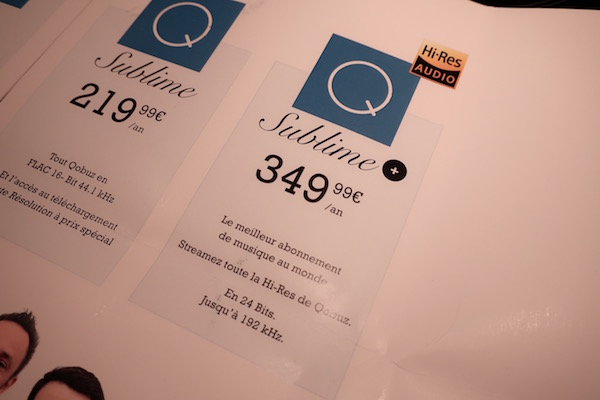 Q
Sublime
219,99€
/an
Tout Qobuz en
FLAC 16- Bit 44.1 kHz
Et l'accès au téléchargement
Résolution à prix spécial
Q
Hi-Res
AUDIO
Sublime +
349,99€
/an
Le meilleur abonnement
de musique au monde
Streamez toute la Hi-Res de Qobuz.
En 24 Bits.
Jusqu'à 192 kHz.